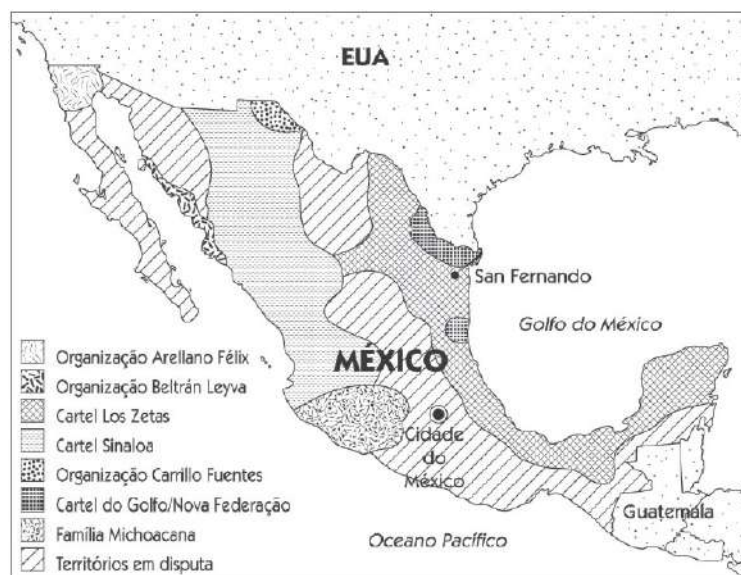 EUA
San Fernando
Golfo do México
MÉXICO
Cidade
do
México
Guatemala
Oceano Pacífico
Organização Arellano Félix
Organização Beltrán Leyva
Cartel Los Zetas
Cartel Sinaloa
Organização Carrillo Fuentes
Cartel do Golfo/Nova Federação
Família Michoacana
Territórios em disputa